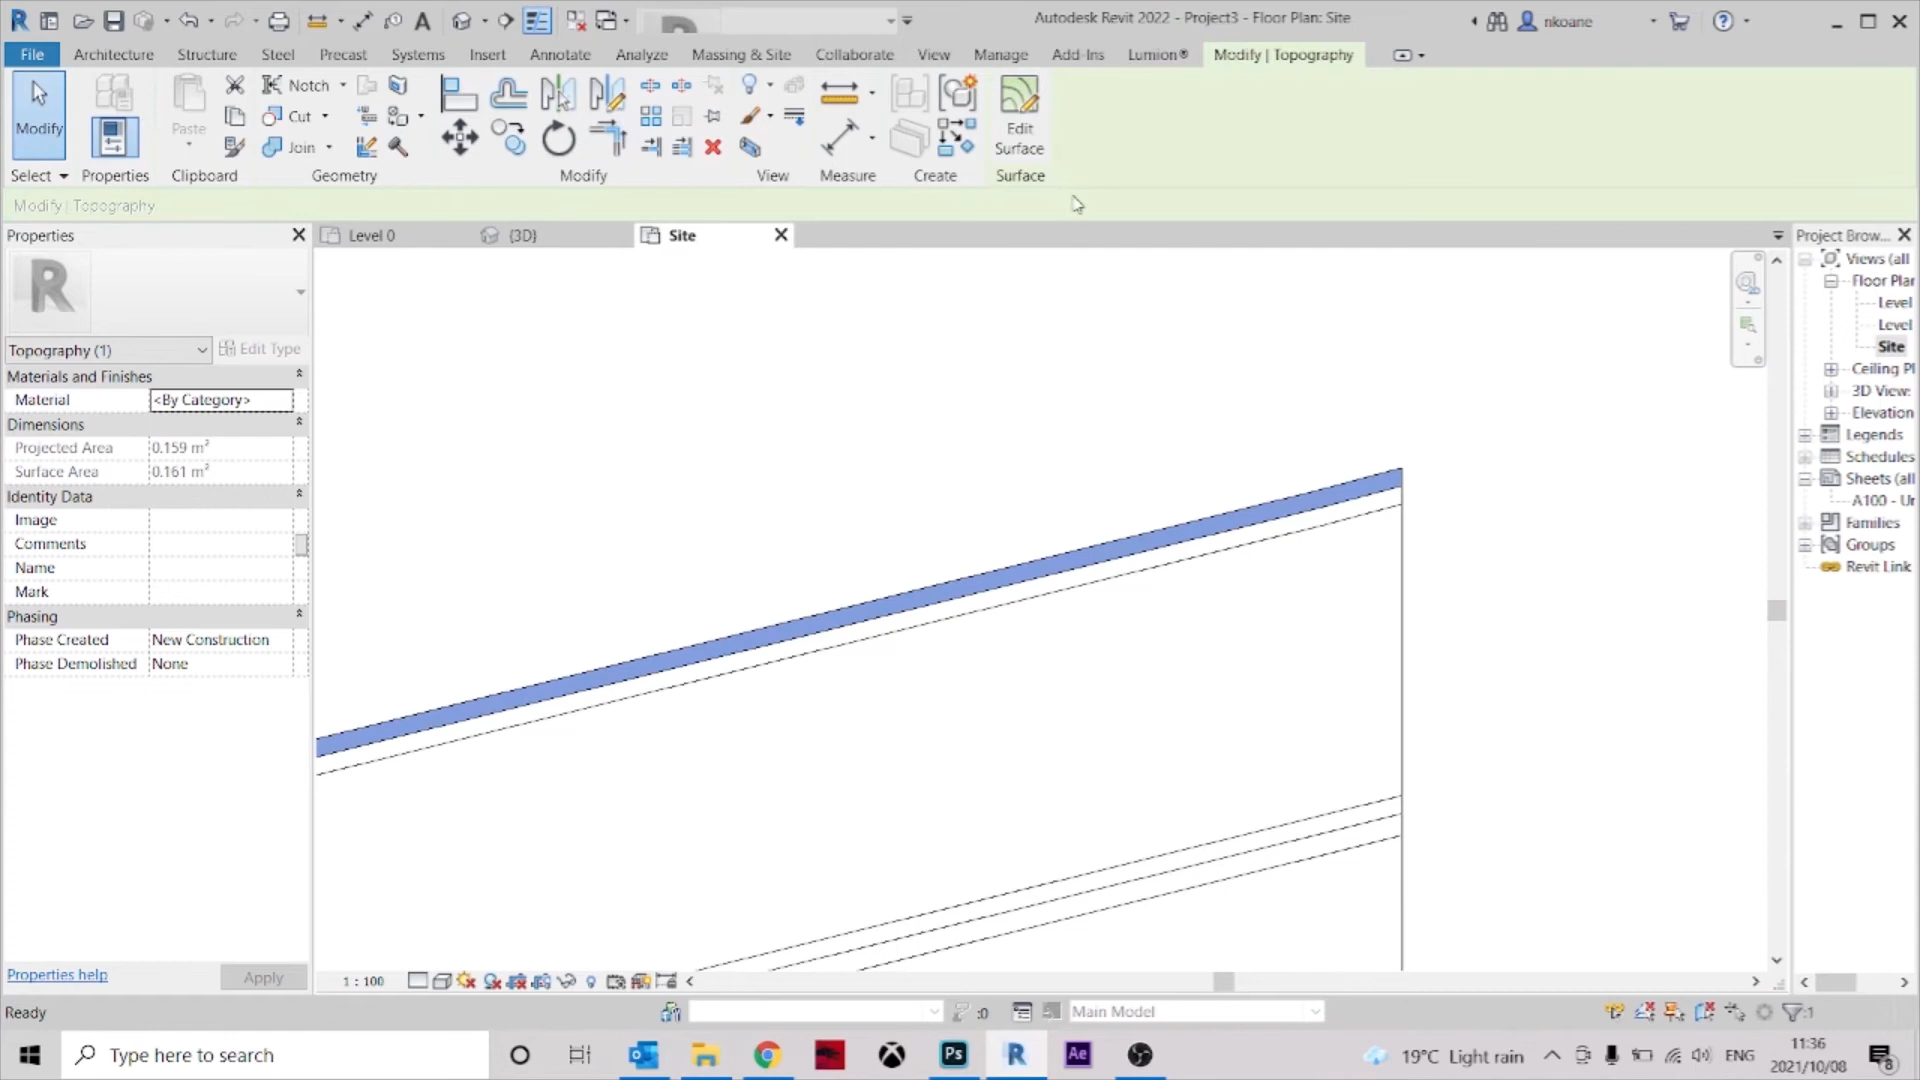 Autodesk Revit 2022 - Project3 - Floor Plan: Site
nkoane
File Architecture Structure Steel Precast Systems Insert Annotate Analyze Massing & Site Collaborate View Manage Add-Ins Lumion® Modify | Topography
Modify Paste Notch Cut Join Edit Surface
Select Properties Clipboard Geometry Modify View Measure Create Surface
Modify | Topography
Properties Level 0 {3D} Site Project Brow...
Views (all
Floor Plan
Level
Level
Site
Ceiling Pl
3D View:
Elevation
Legends
Schedules
Sheets (all
A100 - Un
Families
Groups
Revit Link
Topography (1) Edit Type
Materials and Finishes
Material <By Category>
Dimensions
Projected Area 0.159 m²
Surface Area 0.161 m²
Identity Data
Image
Comments
Name
Mark
Phasing
Phase Created New Construction
Phase Demolished None
Properties help Apply
1 : 100
Ready :0 Main Model :1
Type here to search
19°C Light rain ENG 11:36
2021/10/08 8